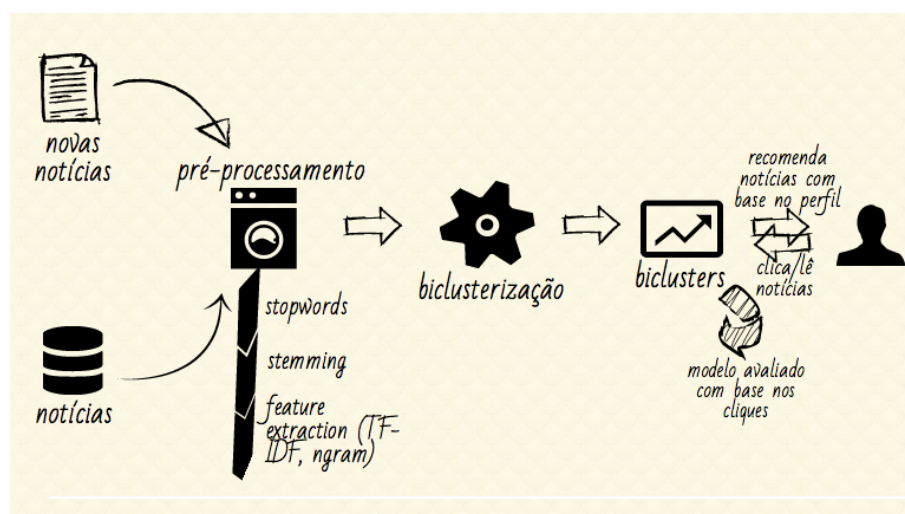 novas
notícias
pré-processamento
stopwords
stemming
feature
extraction (TF-
IDF, ngram)
notícias
biclusterização
biclusters
recomenda
notícias com
base no perfil
clica/lê
notícias
modelo avaliado
com base nos
cliques